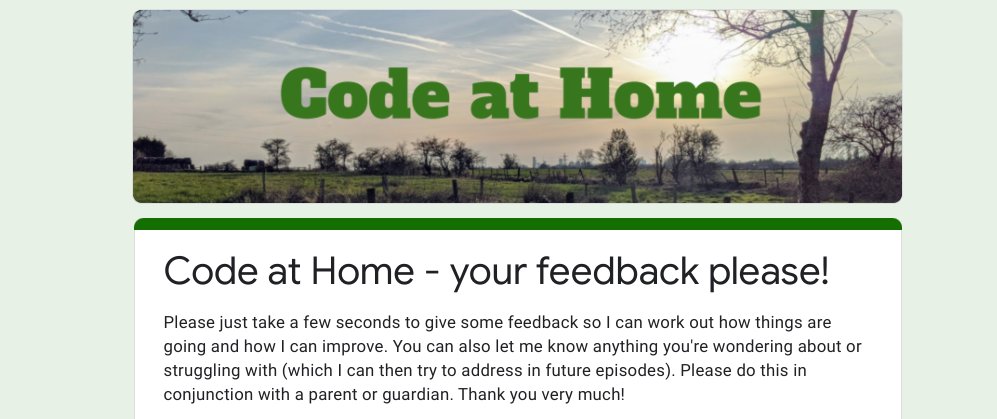 Code at Home
Code at Home - your feedback please!
Please just take a few seconds to give some feedback so I can work out how things are
going and how I can improve. You can also let me know anything you're wondering about or
struggling with (which I can then try to address in future episodes). Please do this in
conjunction with a parent or guardian. Thank you very much!